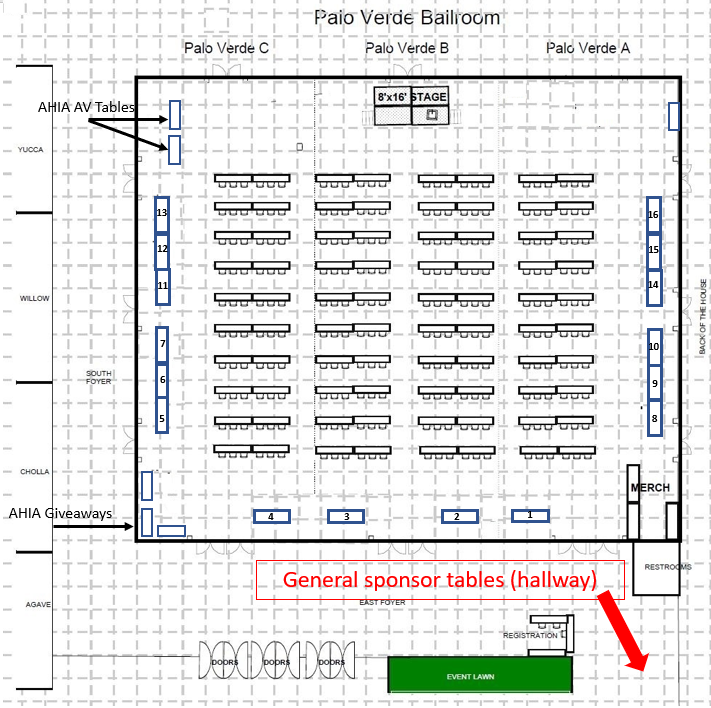 Palo Verde Ballroom
Palo Verde C
Palo Verde B
Palo Verde A
8'x16' STAGE
AHIA AV Tables
YUCCA
13
12
11
16
15
14
WILLOW
BACK OF THE HOUSE
7
6
5
10
9
8
SOUTH
FOYER
CHOLLA
MERCH
AHIA Giveaways
4
3
2
1
General sponsor tables (hallway)
RESTROOMS
AGAVE
EAST FOYER
REGISTRATION
DOORS
DOORS
DOORS
EVENT LAWN